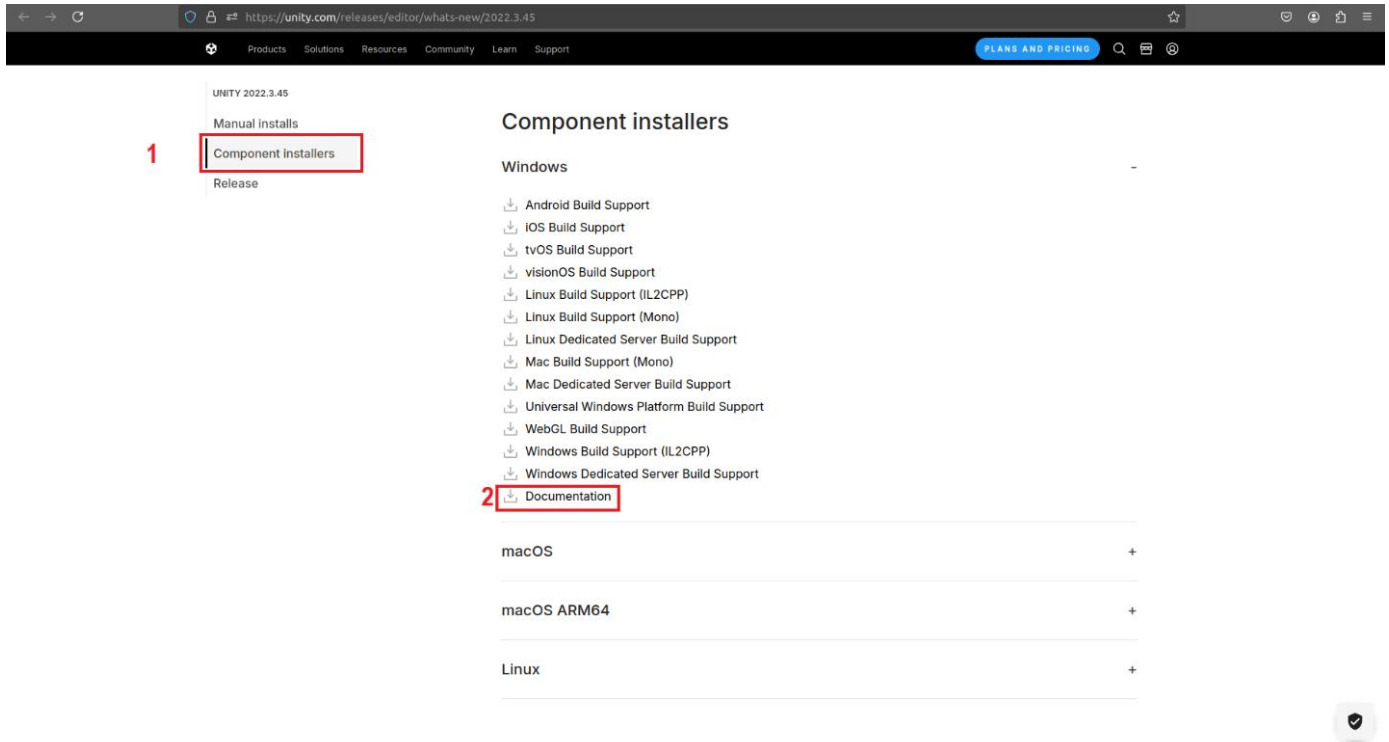 https://unity.com/releases/editor/whats-new/2022.3.45
Products Solutions Resources Community Learn Support PLANS AND PRICING
UNITY 2022.3.45
Manual installs
1 Component installers
Release
Component installers
Windows -
Android Build Support
iOS Build Support
tvOS Build Support
visionOS Build Support
Linux Build Support (IL2CPP)
Linux Build Support (Mono)
Linux Dedicated Server Build Support
Mac Build Support (Mono)
Mac Dedicated Server Build Support
Universal Windows Platform Build Support
WebGL Build Support
Windows Build Support (IL2CPP)
Windows Dedicated Server Build Support
2 Documentation
macOS +
macOS ARM64 +
Linux +